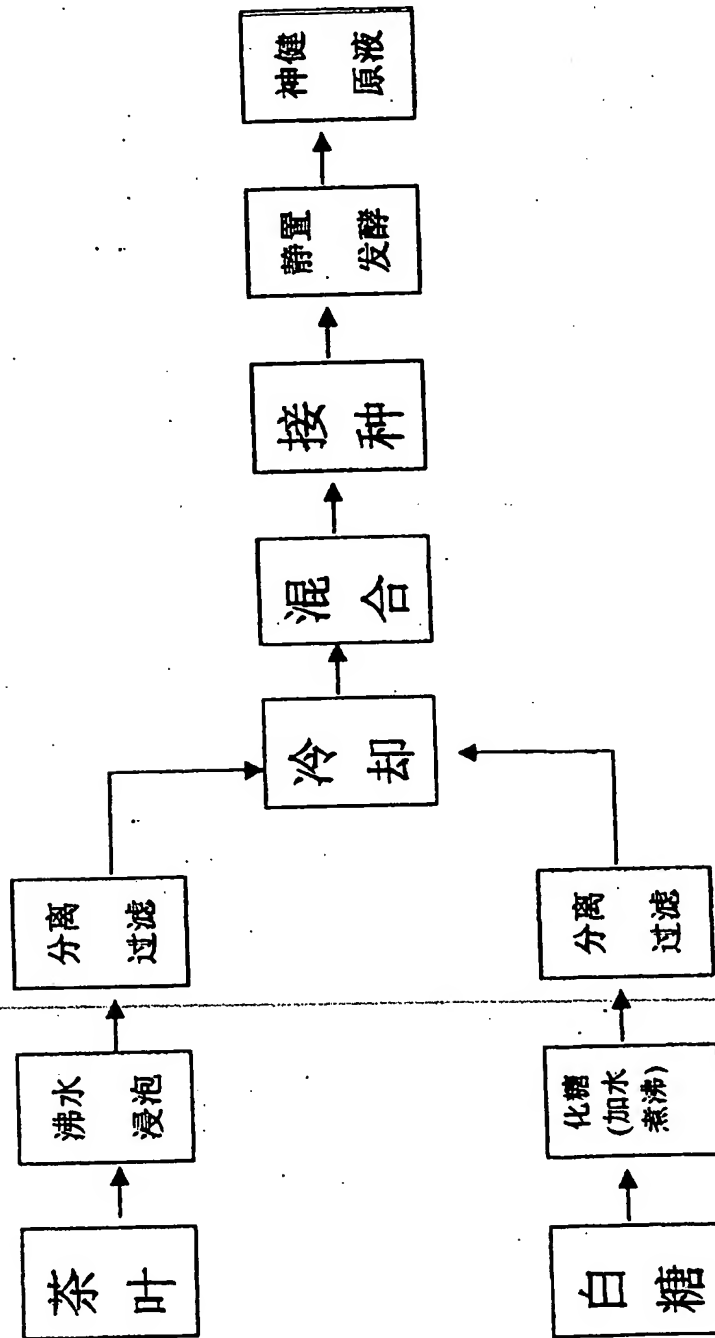 茶叶
沸水
浸泡
分离
过滤
白糖
化糖
(加水
煮沸)
分离
过滤
冷却
混合
接种
静置
发酵
神健
原液